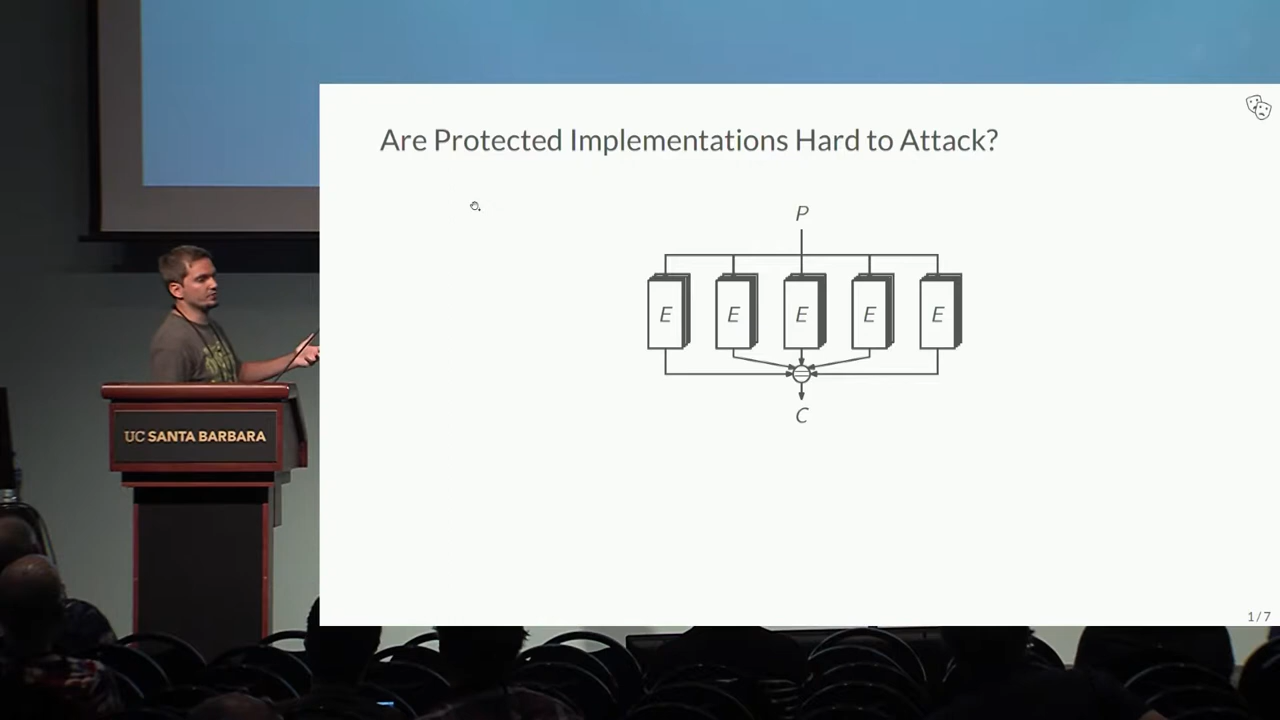 Are Protected Implementations Hard to Attack?
P
E E E E E
C
UC SANTA BARBARA
1 / 7